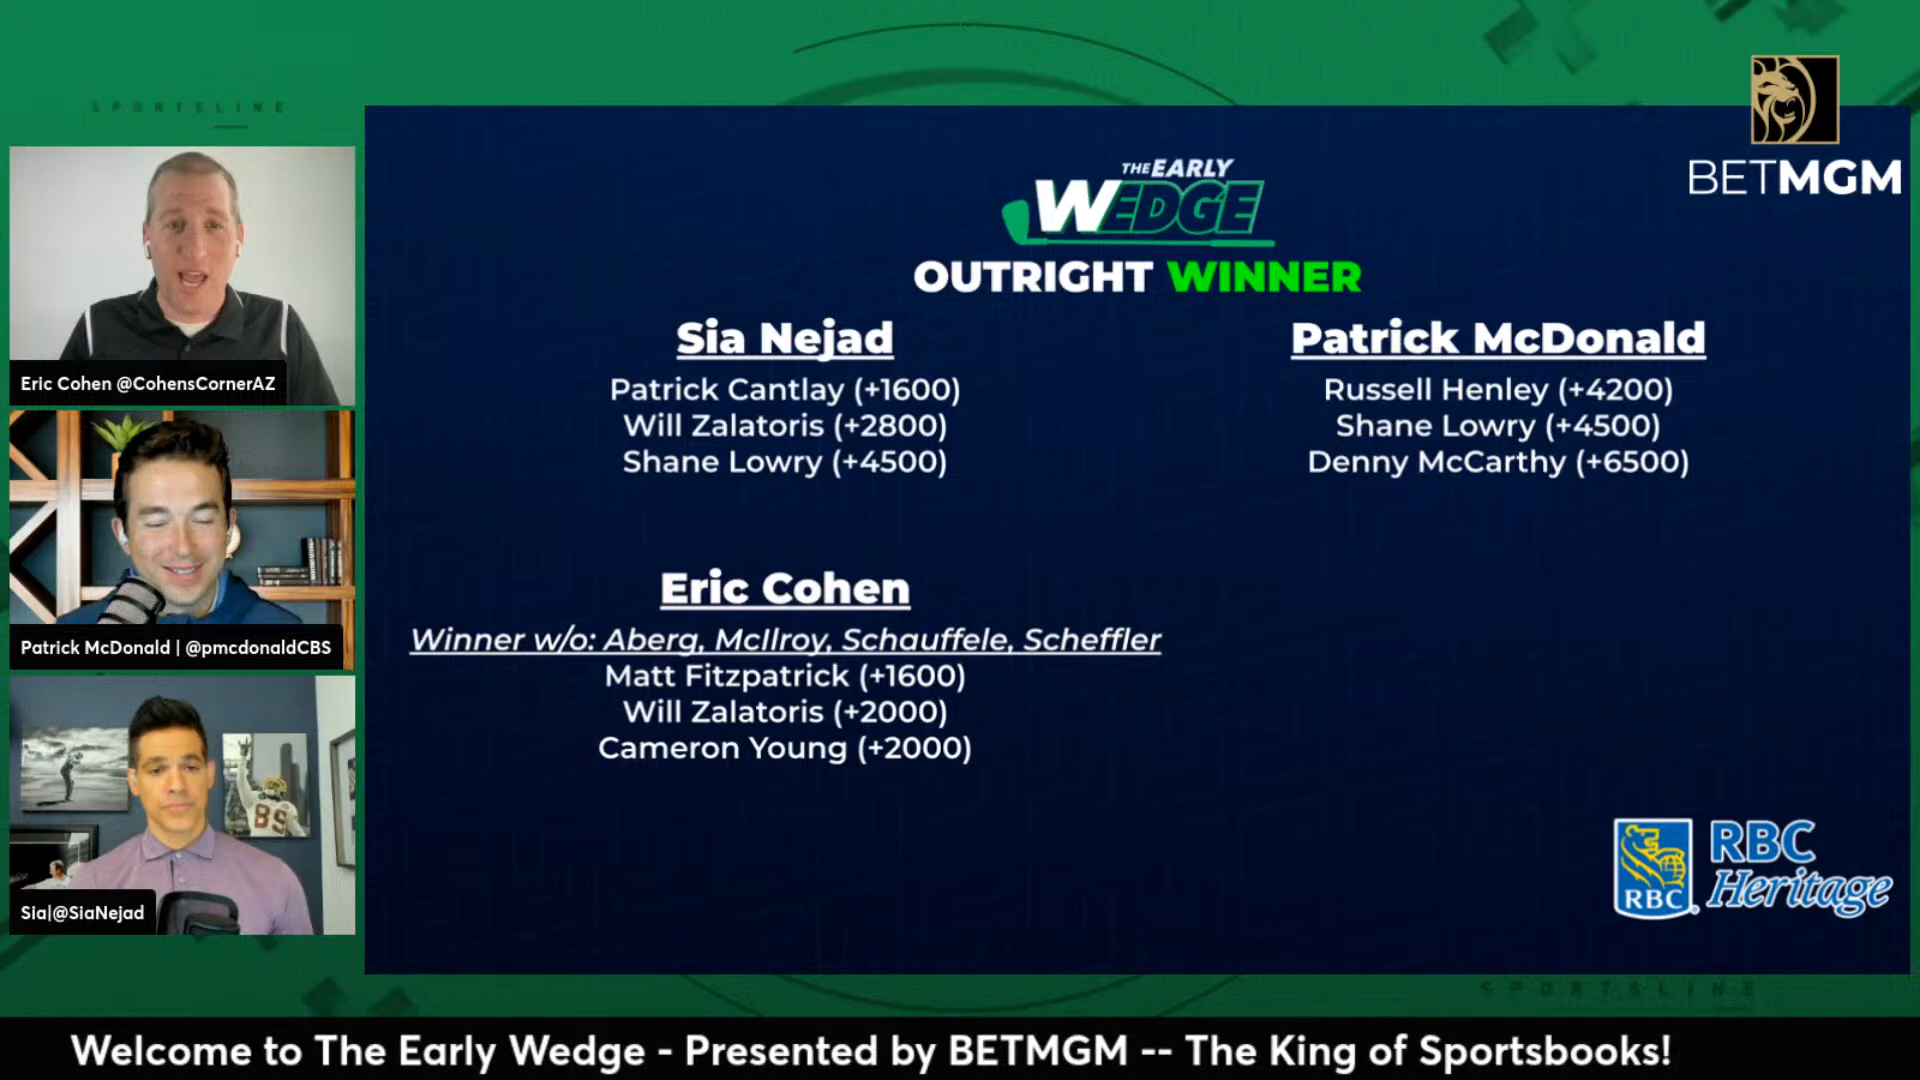 SPORTSLINE
BETMGM
THE EARLY
WEDGE
OUTRIGHT WINNER
Sia Nejad
Patrick Cantlay (+1600)
Will Zalatoris (+2800)
Shane Lowry (+4500)
Patrick McDonald
Russell Henley (+4200)
Shane Lowry (+4500)
Denny McCarthy (+6500)
Eric Cohen
Winner w/o: Aberg, McIlroy, Schauffele, Scheffler
Matt Fitzpatrick (+1600)
Will Zalatoris (+2000)
Cameron Young (+2000)
Eric Cohen @CohensCornerAZ
Patrick McDonald | @pmcdonaldCBS
89
Sia|@SiaNejad
RBC®
RBC
Heritage
SPORTSLINE
Welcome to The Early Wedge - Presented by BETMGM -- The King of Sportsbooks!